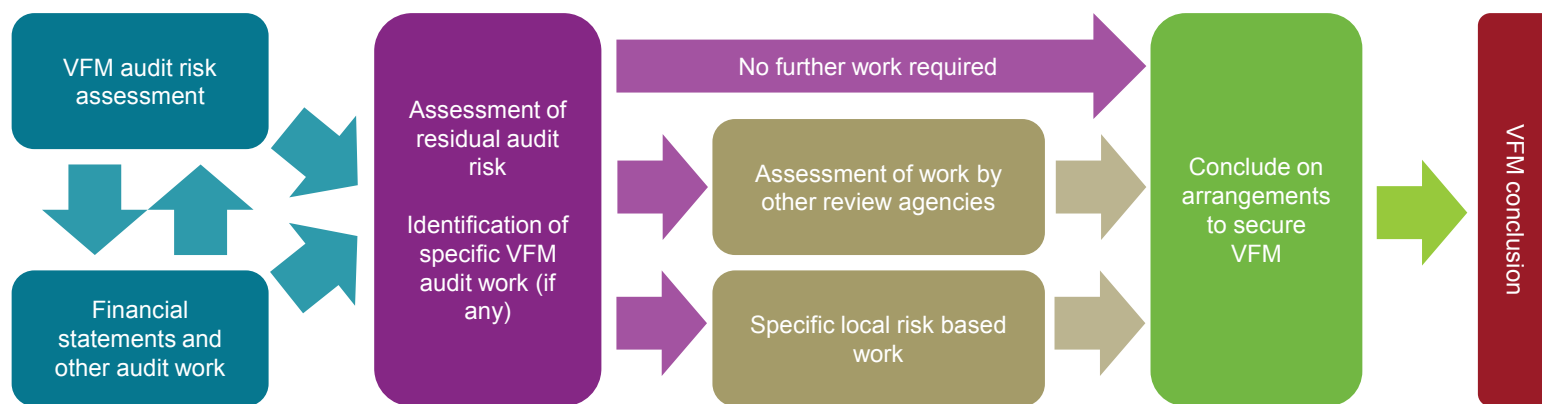 VFM audit risk
assessment
Financial
statements and
other audit work
Assessment of
residual audit
risk
Identification of
specific VFM
audit work (if
any)
No further work required
Assessment of work by
other review agencies
Specific local risk based
work
Conclude on
arrangements
to secure
VFM
VFM conclusion